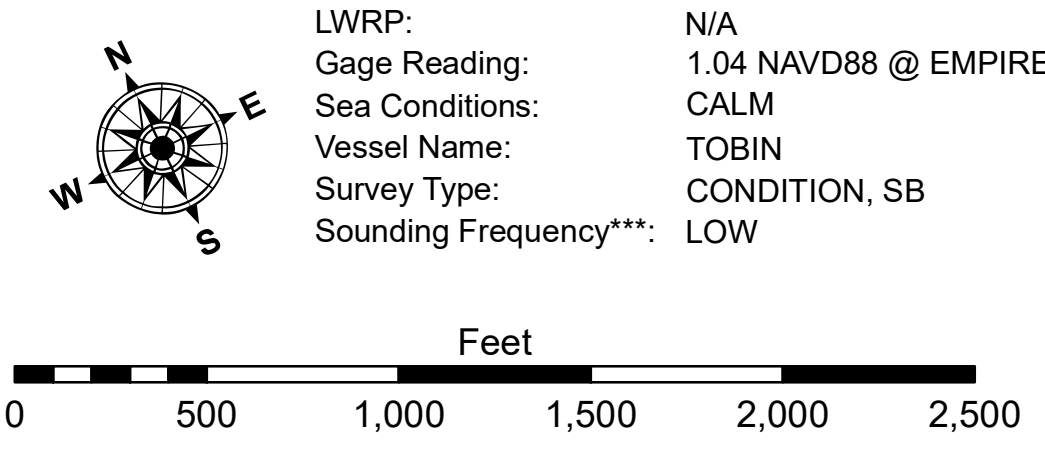 N
E
W
S
LWRP: N/A
Gage Reading: 1.04 NAVD88 @ EMPIRE
Sea Conditions: CALM
Vessel Name: TOBIN
Survey Type: CONDITION, SB
Sounding Frequency***: LOW
Feet
0 500 1,000 1,500 2,000 2,500